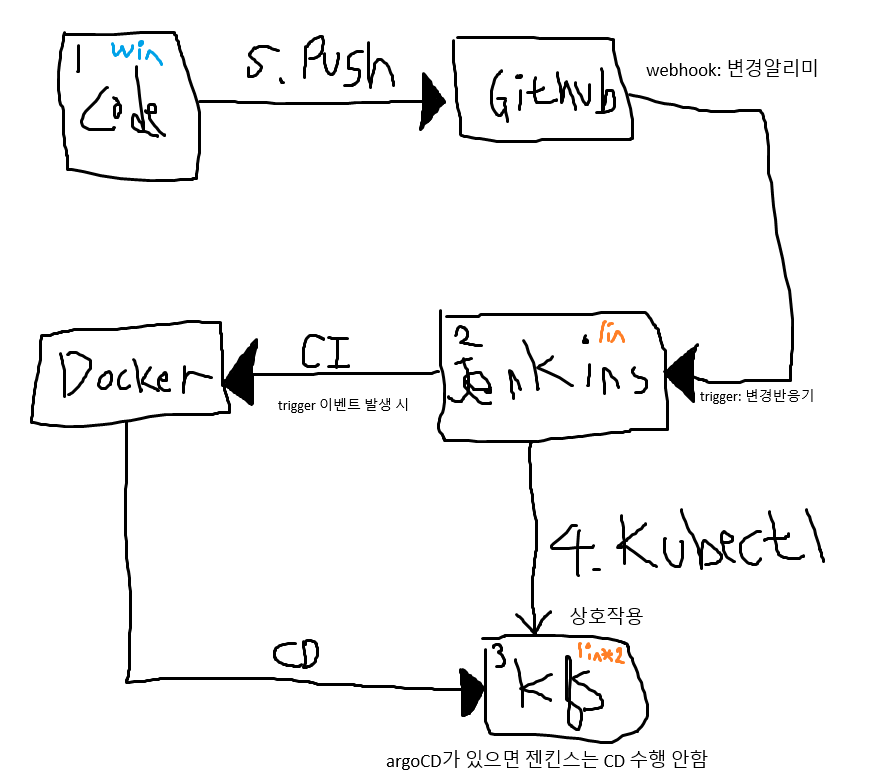 1 win
Code
5. Push
Github
webhook: 변경알리미
Docker
CI
trigger 이벤트 발생 시
2 lin
Jenkins
trigger: 변경반응기
4. Kubectl
상호작용
CD
3 lin*2
argoCD가 있으면 젠킨스는 CD 수행 안함